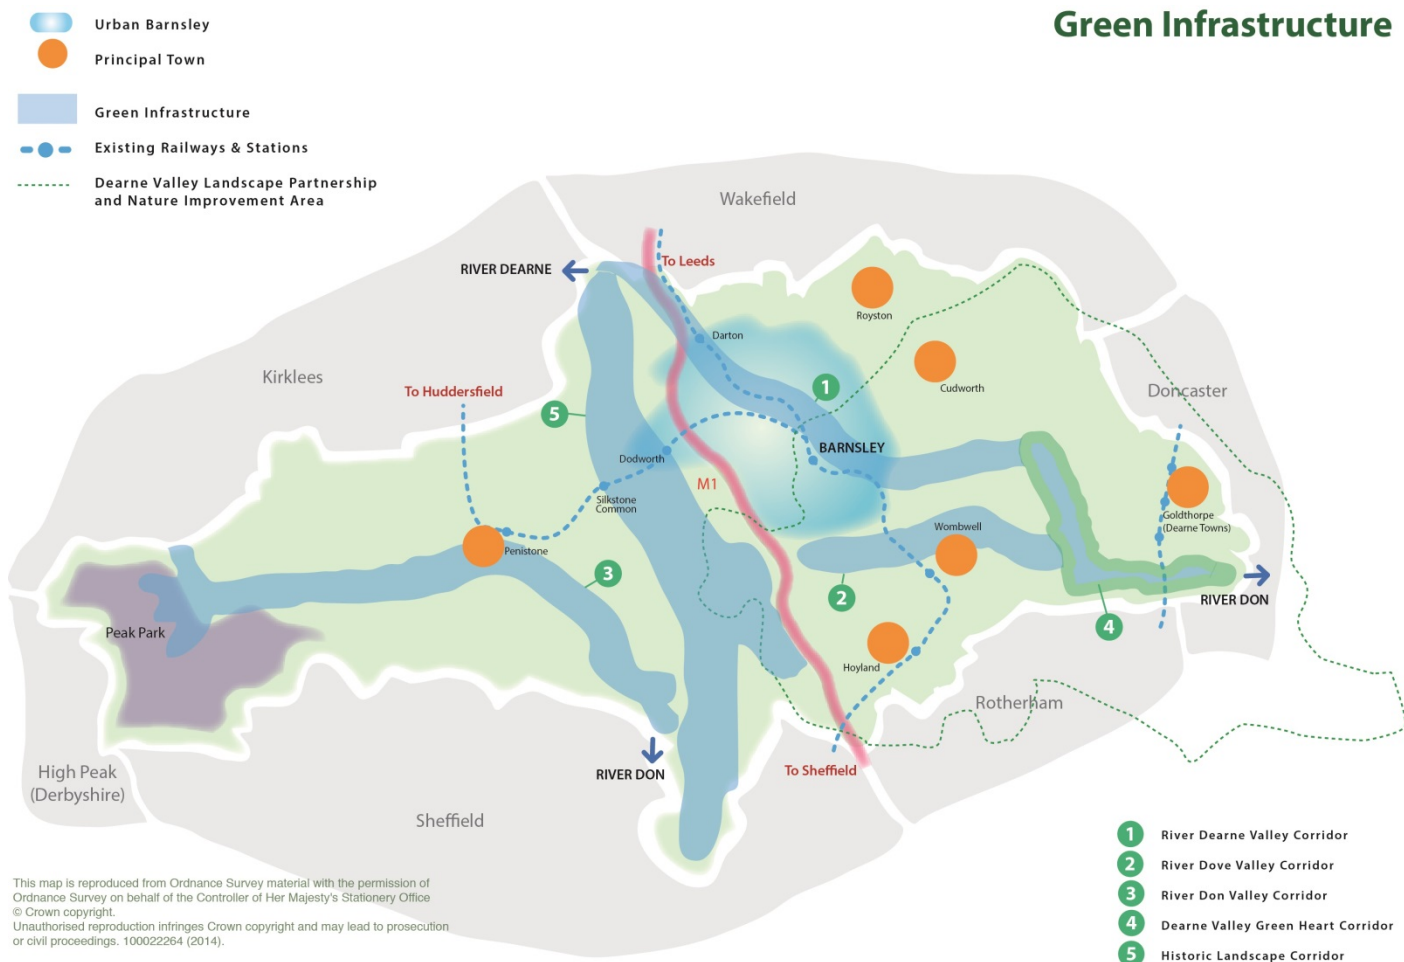 Green Infrastructure
Urban Barnsley
Principal Town
Green Infrastructure
Existing Railways & Stations
Dearne Valley Landscape Partnership
and Nature Improvement Area
Wakefield
RIVER DEARNE
To Leeds
Royston
Darton
Kirklees
To Huddersfield
1
Cudworth
Doncaster
5
BARNSLEY
Dodworth
M1
Silkstone
Common
Goldthorpe
(Dearne Towns)
Wombwell
Penistone
3
2
RIVER DON
4
Peak Park
Hoyland
Rotherham
High Peak
(Derbyshire)
RIVER DON
To Sheffield
Sheffield
1 River Dearne Valley Corridor
2 River Dove Valley Corridor
3 River Don Valley Corridor
4 Dearne Valley Green Heart Corridor
5 Historic Landscape Corridor
This map is reproduced from Ordnance Survey material with the permission of
Ordnance Survey on behalf of the Controller of Her Majesty's Stationery Office
© Crown copyright.
Unauthorised reproduction infringes Crown copyright and may lead to prosecution
or civil proceedings. 100022264 (2014).